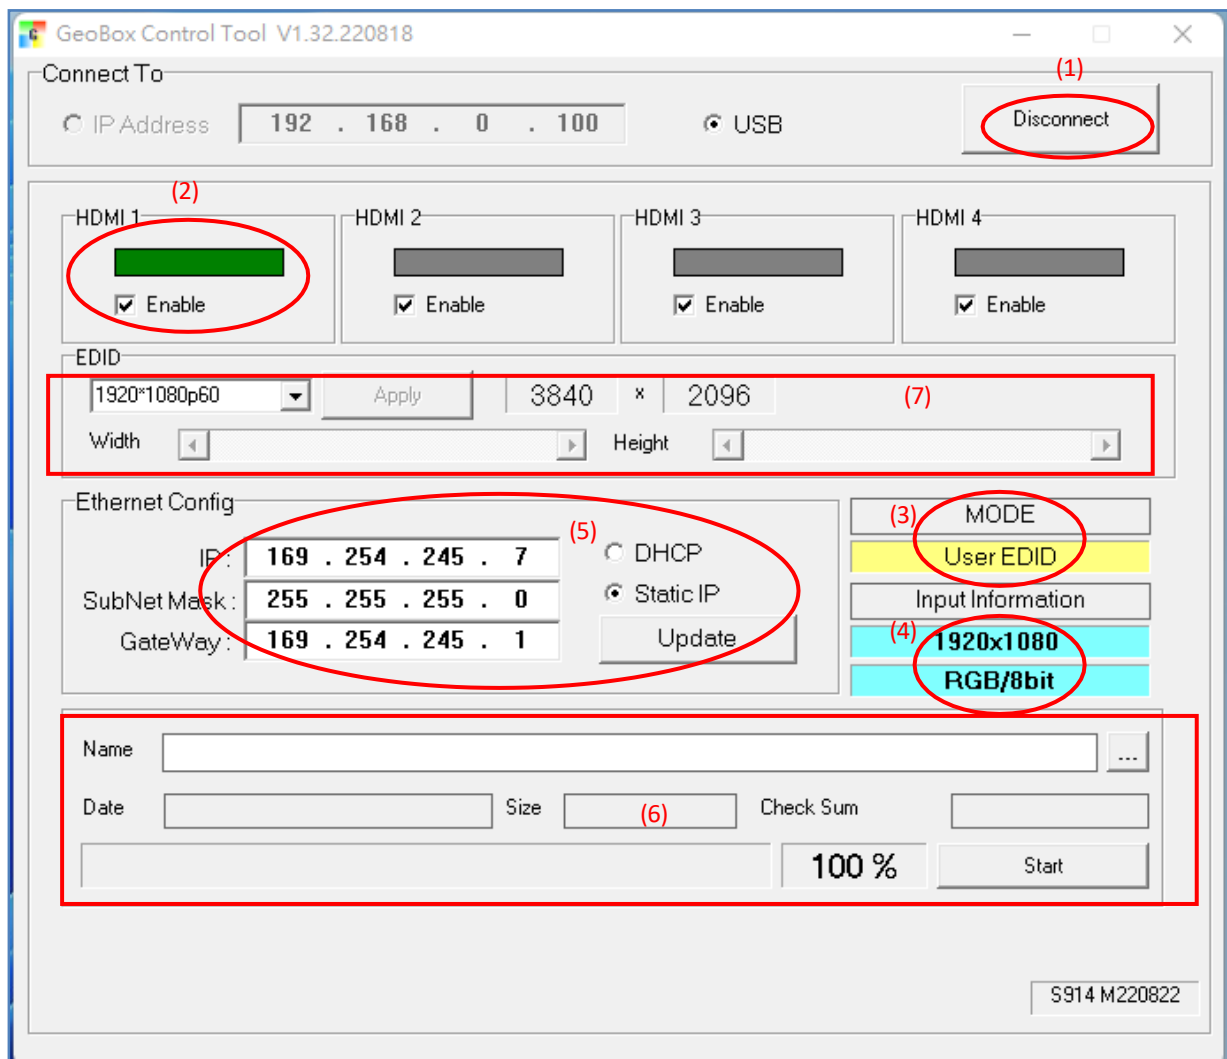 GeoBox Control Tool V1.32.220818
Connect To
(1)
IP Address 192 . 168 . 0 . 100 USB Disconnect
(2)
HDMI 1 HDMI 2 HDMI 3 HDMI 4
Enable Enable Enable Enable
EDID
1920*1080p60 Apply 3840 x 2096 (7)
Width Height
Ethernet Config
(3) MODE
(5)
IP : 169 . 254 . 245 . 7 DHCP User EDID
SubNet Mask : 255 . 255 . 255 . 0 Static IP Input Information
GateWay : 169 . 254 . 245 . 1 Update (4) 1920x1080
RGB/8bit
Name ...
Date Size (6) Check Sum
100 % Start
S914 M220822